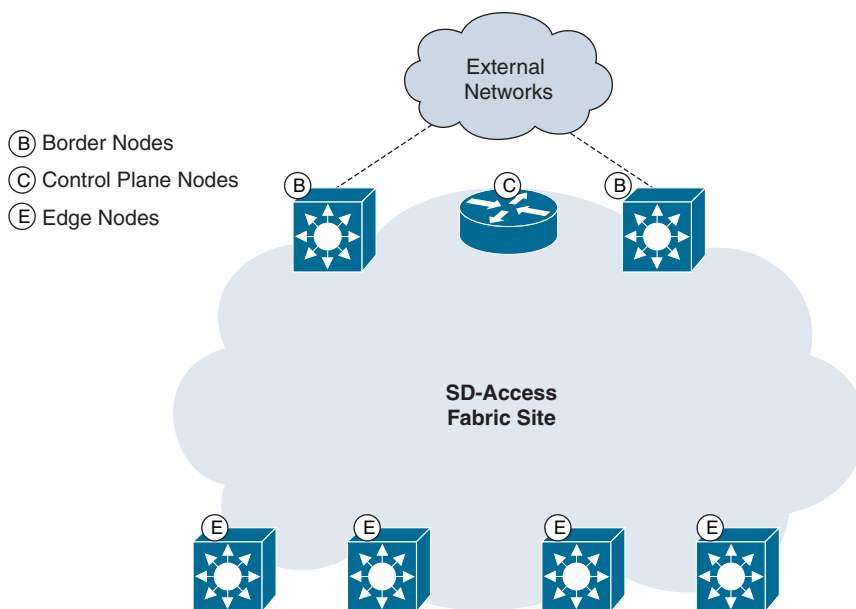 External
Networks
B Border Nodes
C Control Plane Nodes
E Edge Nodes
B
C
B
SD-Access
Fabric Site
E
E
E
E